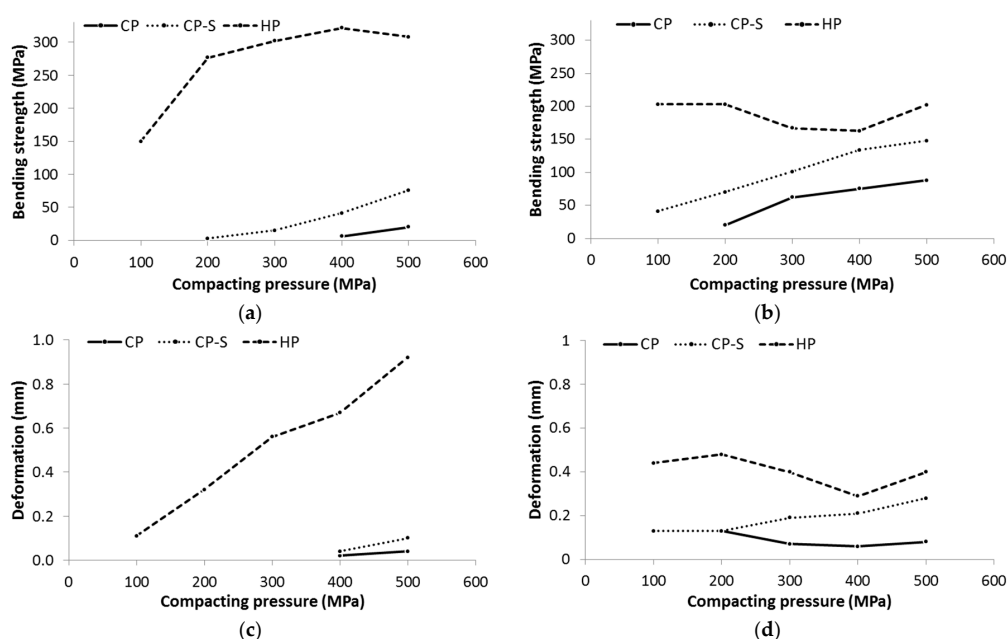 CP CP-S HP
Bending strength (MPa)
300
250
200
150
100
50
0
0 100 200 300 400 500 600
Compacting pressure (MPa)
(a)
CP CP-S HP
Bending strength (MPa)
300
250
200
150
100
50
0
0 100 200 300 400 500 600
Compacting pressure (MPa)
(b)
CP CP-S HP
Deformation (mm)
1.0
0.8
0.6
0.4
0.2
0.0
0 100 200 300 400 500 600
Compacting pressure (MPa)
(c)
CP CP-S HP
Deformation (mm)
1
0.8
0.6
0.4
0.2
0
0 100 200 300 400 500 600
Compacting pressure (MPa)
(d)